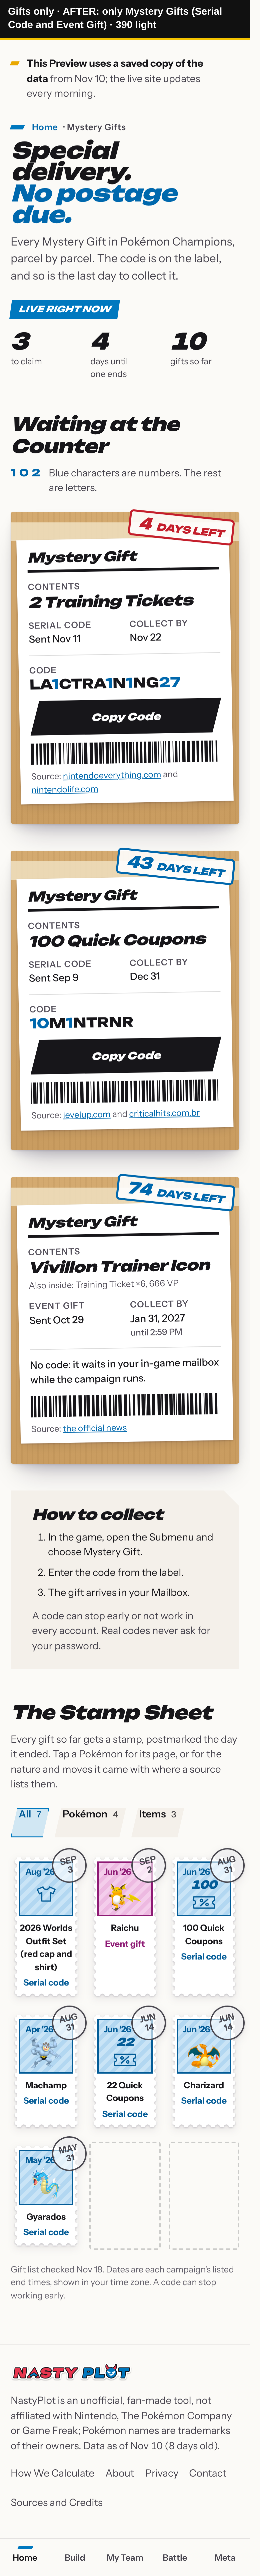 Gifts only · AFTER: only Mystery Gifts (Serial
Code and Event Gift) · 390 light
This Preview uses a saved copy of the
data from Nov 10; the live site updates
every morning.
Home · Mystery Gifts
Special
delivery.
No postage
due.
Every Mystery Gift in Pokémon Champions,
parcel by parcel. The code is on the label,
and so is the last day to collect it.
LIVE RIGHT NOW
3 4 10
to claim days until gifts so far
one ends
Waiting at the
Counter
1 0 2 Blue characters are numbers. The rest
are letters.
4 DAYS LEFT
Mystery Gift
CONTENTS
2 Training Tickets
SERIAL CODE COLLECT BY
Sent Nov 11 Nov 22
CODE
LA1CTRA1N1NG27
Copy Code
Source: nintendoeverything.com and
nintendolife.com
43 DAYS LEFT
Mystery Gift
CONTENTS
100 Quick Coupons
SERIAL CODE COLLECT BY
Sent Sep 9 Dec 31
CODE
10M1NTRNR
Copy Code
Source: levelup.com and criticalhits.com.br
74 DAYS LEFT
Mystery Gift
CONTENTS
Vivillon Trainer Icon
Also inside: Training Ticket ×6, 666 VP
EVENT GIFT COLLECT BY
Sent Oct 29 Jan 31, 2027
until 2:59 PM
No code: it waits in your in-game mailbox
while the campaign runs.
Source: the official news
How to collect
1. In the game, open the Submenu and
choose Mystery Gift.
2. Enter the code from the label.
3. The gift arrives in your Mailbox.
A code can stop early or not work in
every account. Real codes never ask for
your password.
The Stamp Sheet
Every gift so far gets a stamp, postmarked the day
it ended. Tap a Pokémon for its page, or for the
nature and moves it came with where a source
lists them.
All 7 Pokémon 4 Items 3
Aug '26 SEP 3 Jun '26 SEP 2 Jun '26 AUG 31
100
2026 Worlds Raichu 100 Quick
Outfit Set Event gift Coupons
(red cap and Serial code
shirt)
Serial code
Apr '26 AUG 31 Jun '26 JUN 14 Jun '26 JUN 14
22
Machamp 22 Quick Charizard
Serial code Coupons Serial code
Serial code
May '26 MAY 31
Gyarados
Serial code
Gift list checked Nov 18. Dates are each campaign's listed
end times, shown in your time zone. A code can stop
working early.
NASTY PLOT
NastyPlot is an unofficial, fan-made tool, not
affiliated with Nintendo, The Pokémon Company
or Game Freak; Pokémon names are trademarks
of their owners. Data as of Nov 10 (8 days old).
How We Calculate About Privacy Contact
Sources and Credits
Home Build My Team Battle Meta